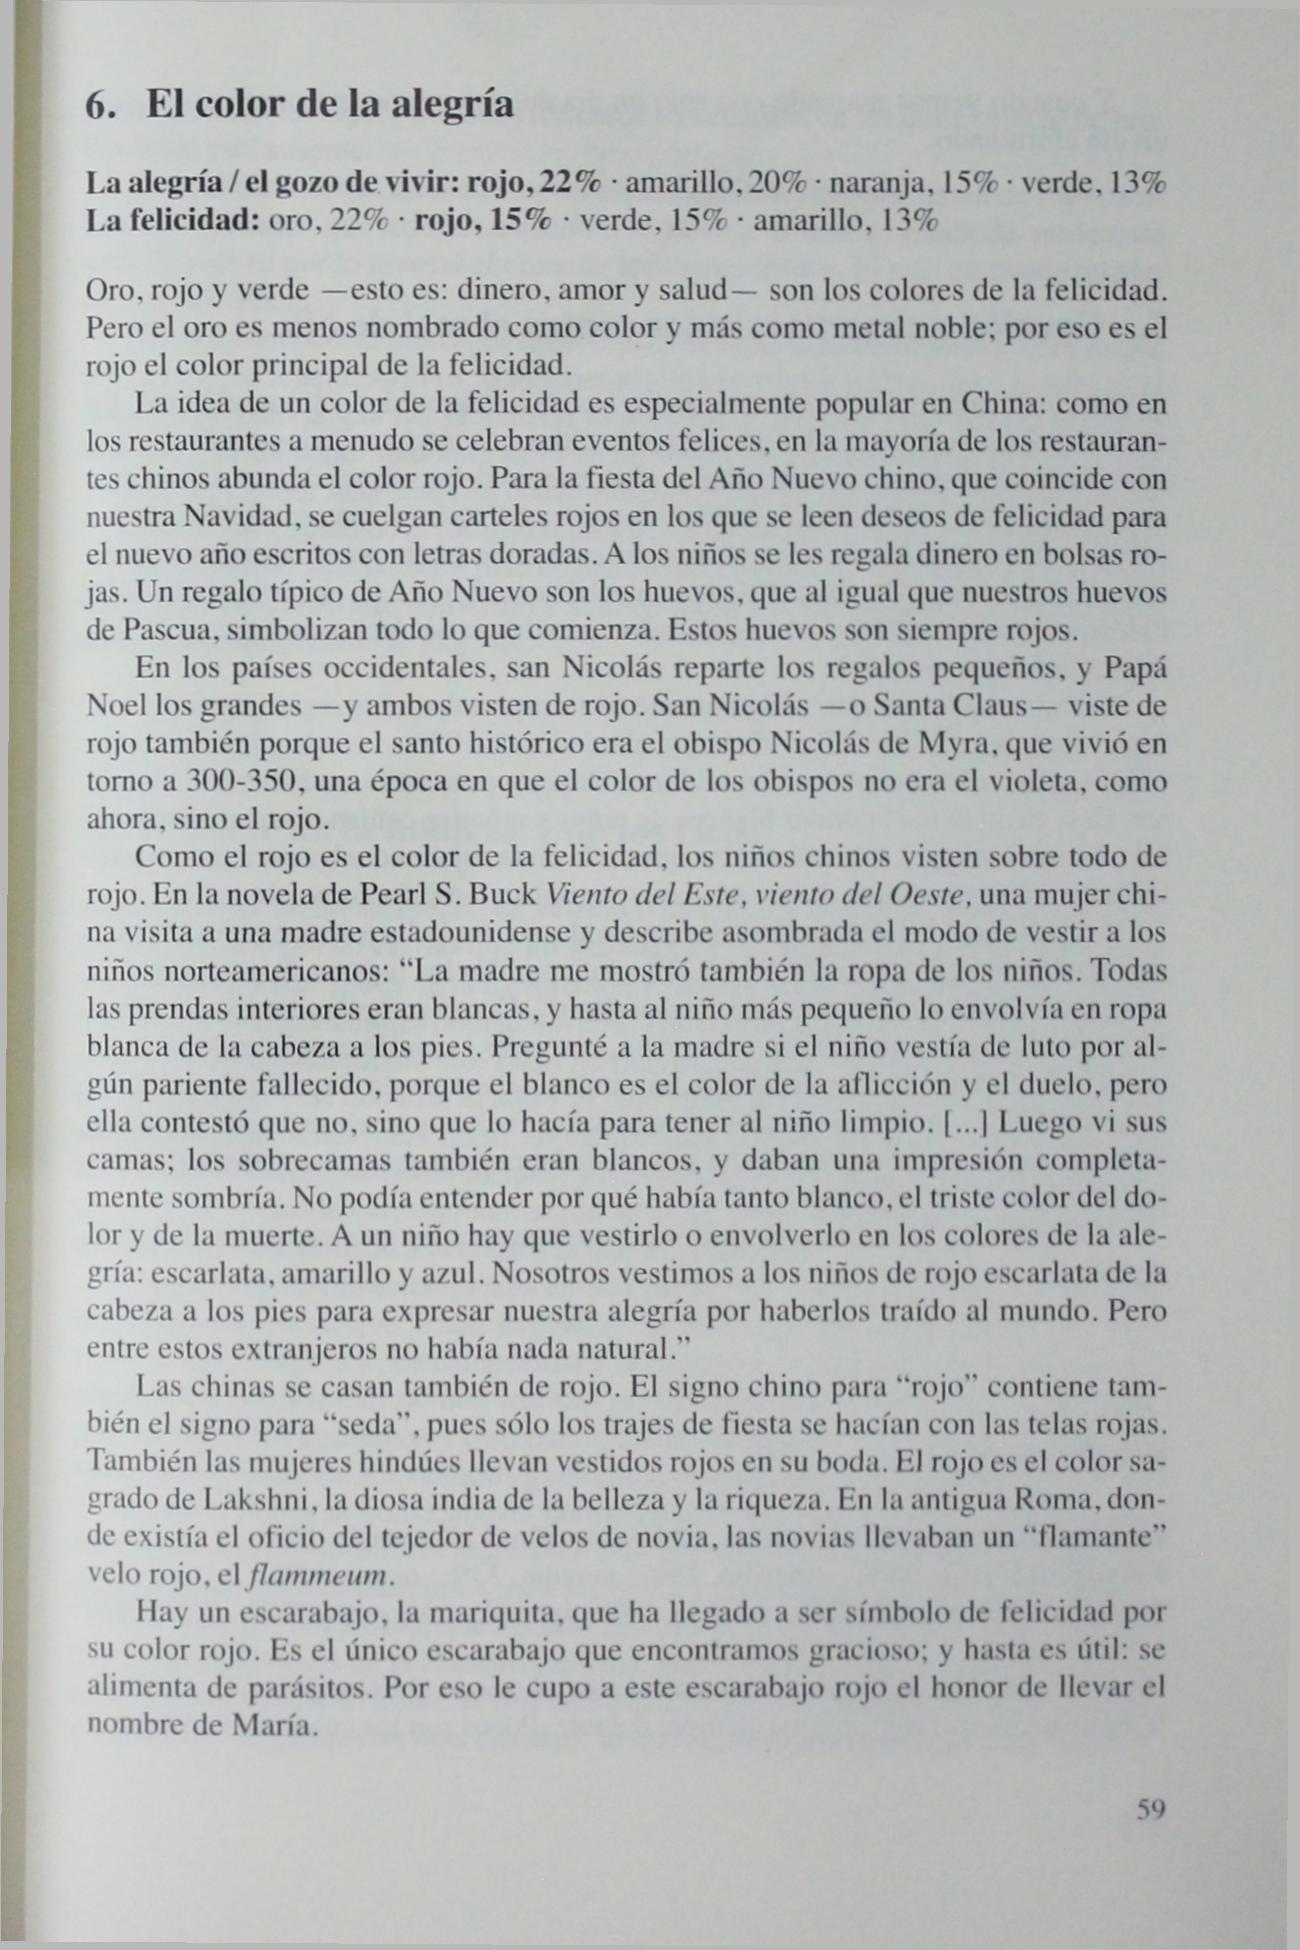 6. El color de la alegría
La alegría / el gozo de vivir: rojo, 22% · amarillo, 20% · naranja, 15% · verde, 13%
La felicidad: oro, 22% · rojo, 15% · verde, 15% · amarillo, 13%
Oro, rojo y verde —esto es: dinero, amor y salud— son los colores de la felicidad.
Pero el oro es menos nombrado como color y más como metal noble; por eso es el
rojo el color principal de la felicidad.
La idea de un color de la felicidad es especialmente popular en China: como en
los restaurantes a menudo se celebran eventos felices, en la mayoría de los restauran-
tes chinos abunda el color rojo. Para la fiesta del Año Nuevo chino, que coincide con
nuestra Navidad, se cuelgan carteles rojos en los que se leen deseos de felicidad para
el nuevo año escritos con letras doradas. A los niños se les regala dinero en bolsas ro-
jas. Un regalo típico de Año Nuevo son los huevos, que al igual que nuestros huevos
de Pascua, simbolizan todo lo que comienza. Estos huevos son siempre rojos.
En los países occidentales, san Nicolás reparte los regalos pequeños, y Papá
Noel los grandes —y ambos visten de rojo. San Nicolás —o Santa Claus— viste de
rojo también porque el santo histórico era el obispo Nicolás de Myra, que vivió en
torno a 300-350, una época en que el color de los obispos no era el violeta, como
ahora, sino el rojo.
Como el rojo es el color de la felicidad, los niños chinos visten sobre todo de
rojo. En la novela de Pearl S. Buck Viento del Este, viento del Oeste, una mujer chi-
na visita a una madre estadounidense y describe asombrada el modo de vestir a los
niños norteamericanos: “La madre me mostró también la ropa de los niños. Todas
las prendas interiores eran blancas, y hasta al niño más pequeño lo envolvía en ropa
blanca de la cabeza a los pies. Pregunté a la madre si el niño vestía de luto por al-
gún pariente fallecido, porque el blanco es el color de la aflicción y el duelo, pero
ella contestó que no, sino que lo hacía para tener al niño limpio. [...] Luego vi sus
camas; los sobrecamas también eran blancos, y daban una impresión completa-
mente sombría. No podía entender por qué había tanto blanco, el triste color del do-
lor y de la muerte. A un niño hay que vestirlo o envolverlo en los colores de la ale-
gría: escarlata, amarillo y azul. Nosotros vestimos a los niños de rojo escarlata de la
cabeza a los pies para expresar nuestra alegría por haberlos traído al mundo. Pero
entre estos extranjeros no había nada natural.”
Las chinas se casan también de rojo. El signo chino para “rojo” contiene tam-
bién el signo para “seda”, pues sólo los trajes de fiesta se hacían con las telas rojas.
También las mujeres hindúes llevan vestidos rojos en su boda. El rojo es el color sa-
grado de Lakshni, la diosa india de la belleza y la riqueza. En la antigua Roma, don-
de existía el oficio del tejedor de velos de novia, las novias llevaban un “flamante”
velo rojo, el flammeum.
Hay un escarabajo, la mariquita, que ha llegado a ser símbolo de felicidad por
su color rojo. Es el único escarabajo que encontramos gracioso; y hasta es útil: se
alimenta de parásitos. Por eso le cupo a este escarabajo rojo el honor de llevar el
nombre de María.
59